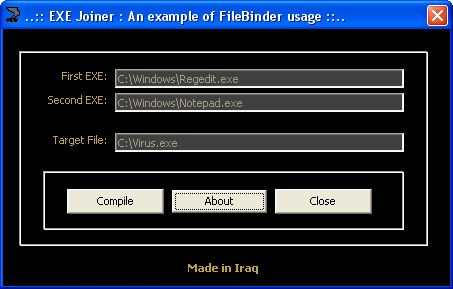 ..:: EXE Joiner : An example of FileBinder usage ::..
First EXE: C:\Windows\Regedit.exe
Second EXE: C:\Windows\Notepad.exe
Target File: C:\Virus.exe
Compile About Close
Made in Iraq